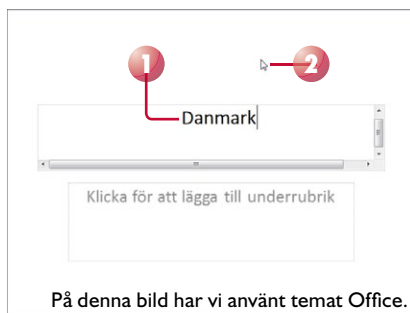 1
2
Danmark
Klicka för att lägga till underrubrik
På denna bild har vi använt temat Office.